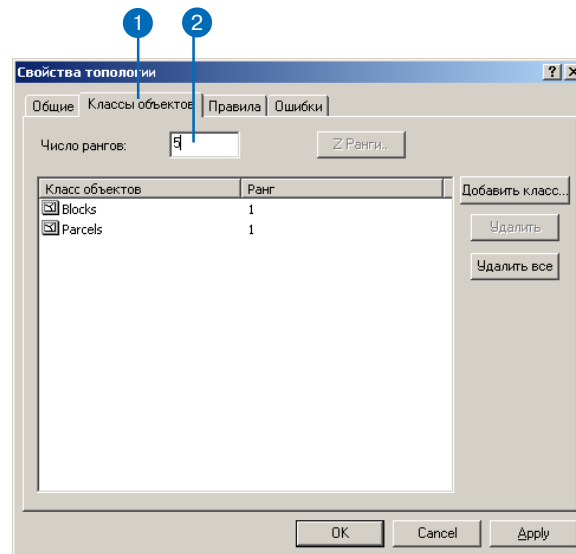 1 2
Свойства топологии
Общие Классы объектов Правила Ошибки
Число рангов: 5 Z Ранги..
Класс объектов Ранг
Blocks 1
Parcels 1
Добавить класс...
Удалить
Удалить все
OK Cancel Apply